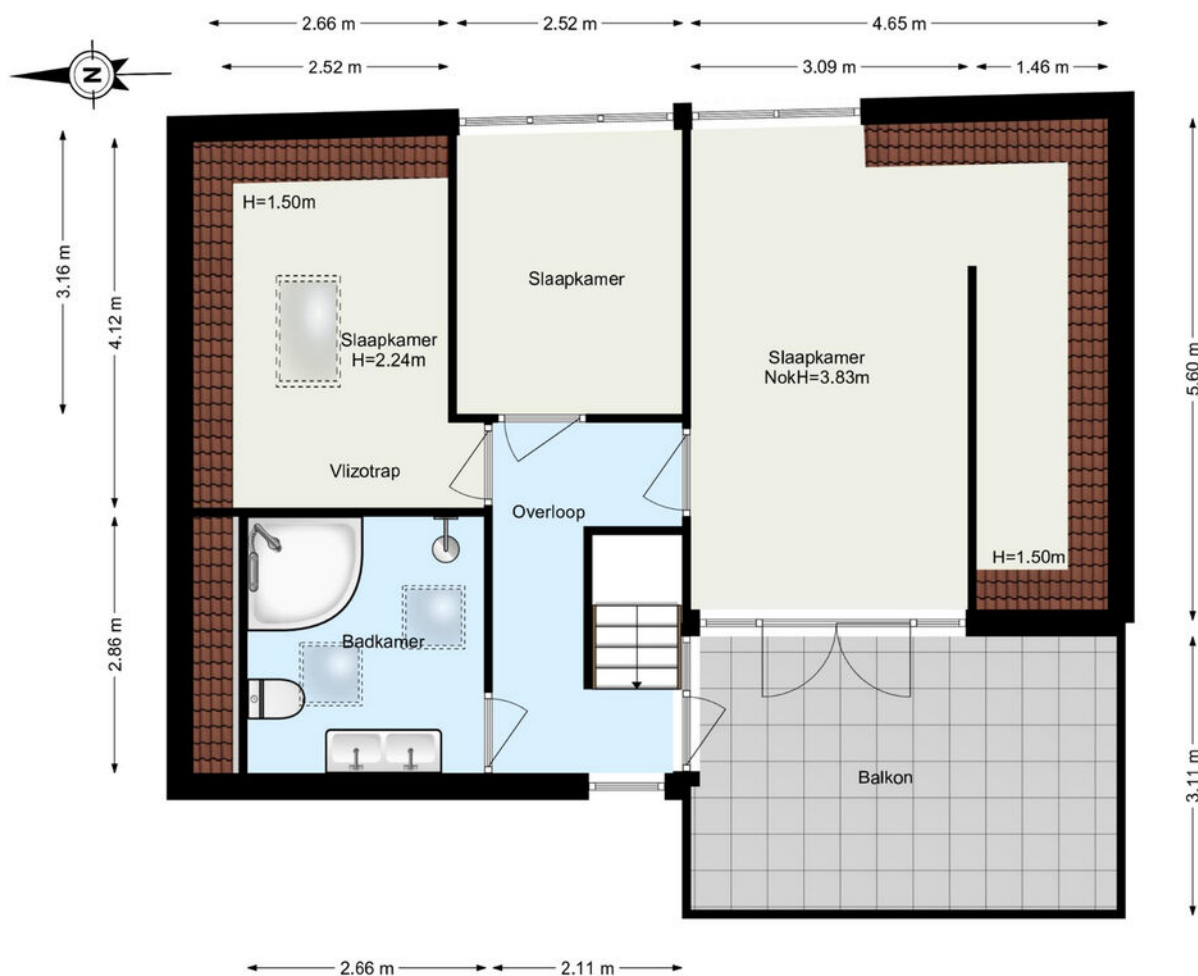 2.66 m
2.52 m
4.65 m
2.52 m
3.09 m
1.46 m
N
3.16 m
4.12 m
5.60 m
H=1.50m
Slaapkamer
Slaapkamer
H=2.24m
Slaapkamer
NokH=3.83m
Vlizotrap
Overloop
H=1.50m
2.86 m
Badkamer
Balkon
3.11 m
2.66 m
2.11 m